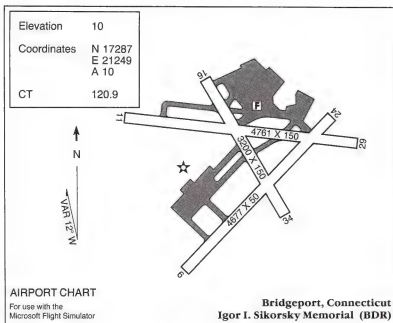 Elevation 10
Coordinates N 17287
E 21249
A 10
CT 120.9
N
VAR 12° W
16
F
24
11
4761 X 150
29
3200 X 150
4677 X 50
34
6
AIRPORT CHART
For use with the
Microsoft Flight Simulator
Bridgeport, Connecticut
Igor I. Sikorsky Memorial (BDR)